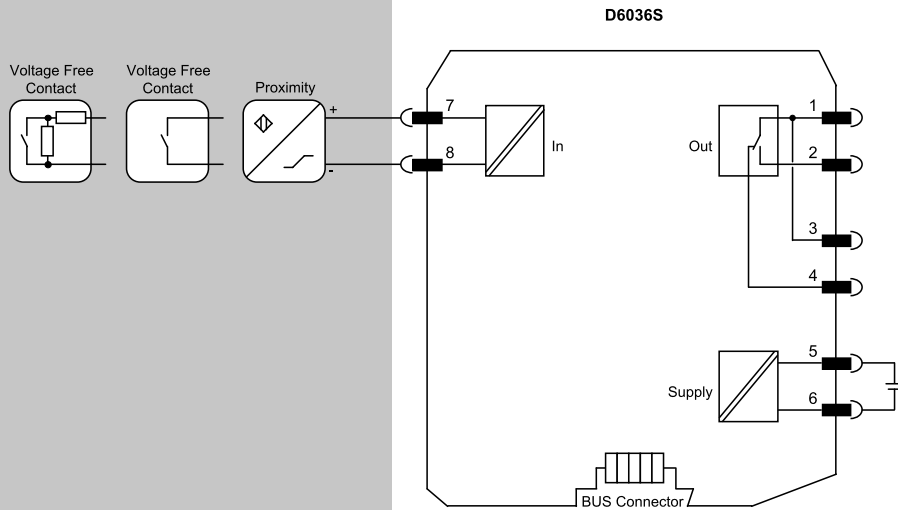 D6036S
Voltage Free
Contact
Voltage Free
Contact
Proximity
+
-
7
8
In
Out
1
2
3
4
Supply
5
6
BUS Connector